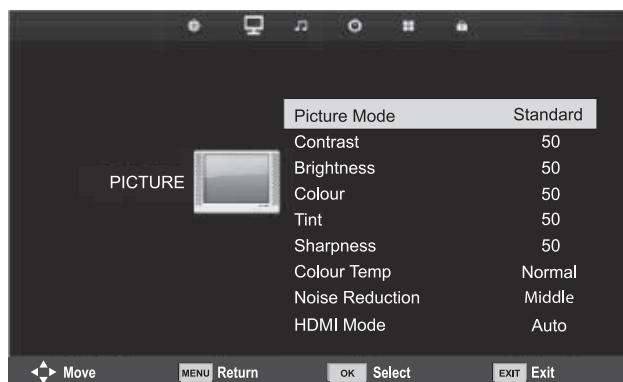 Picture Mode Standard
Contrast 50
Brightness 50
PICTURE
Colour 50
Tint 50
Sharpness 50
Colour Temp Normal
Noise Reduction Middle
HDMI Mode Auto
Move MENU Return OK Select EXIT Exit